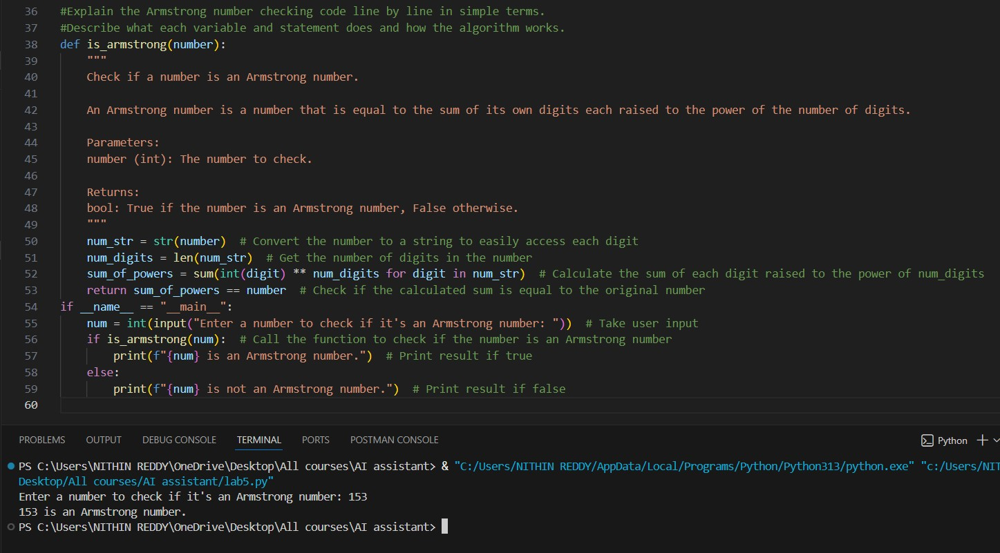 36 #Explain the Armstrong number checking code line by line in simple terms.
37 #Describe what each variable and statement does and how the algorithm works.
38 def is_armstrong(number):
39     """
40     Check if a number is an Armstrong number.
41
42     An Armstrong number is a number that is equal to the sum of its own digits each raised to the power of the number of digits.
43
44     Parameters:
45     number (int): The number to check.
46
47     Returns:
48     bool: True if the number is an Armstrong number, False otherwise.
49     """
50     num_str = str(number)  # Convert the number to a string to easily access each digit
51     num_digits = len(num_str)  # Get the number of digits in the number
52     sum_of_powers = sum(int(digit) ** num_digits for digit in num_str)  # Calculate the sum of each digit raised to the power of num_digits
53     return sum_of_powers == number  # Check if the calculated sum is equal to the original number
54 if __name__ == "__main__":
55     num = int(input("Enter a number to check if it's an Armstrong number: "))  # Take user input
56     if is_armstrong(num):  # Call the function to check if the number is an Armstrong number
57         print(f"{num} is an Armstrong number.")  # Print result if true
58     else:
59         print(f"{num} is not an Armstrong number.")  # Print result if false
60
PROBLEMS OUTPUT DEBUG CONSOLE TERMINAL PORTS POSTMAN CONSOLE Python
PS C:\Users\NITHIN REDDY\OneDrive\Desktop\All courses\AI assistant> & "C:/Users/NITHIN REDDY/AppData/Local/Programs/Python/Python313/python.exe" "c:/Users/NIT
Desktop/All courses/AI assistant/lab5.py"
Enter a number to check if it's an Armstrong number: 153
153 is an Armstrong number.
PS C:\Users\NITHIN REDDY\OneDrive\Desktop\All courses\AI assistant>